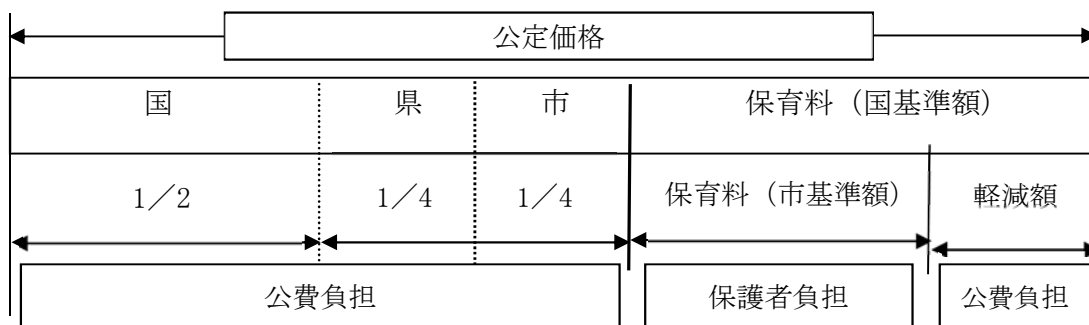 公定価格
国 県 市 保育料（国基準額）
1／2 1／4 1／4 保育料（市基準額） 軽減額
公費負担 保護者負担 公費負担